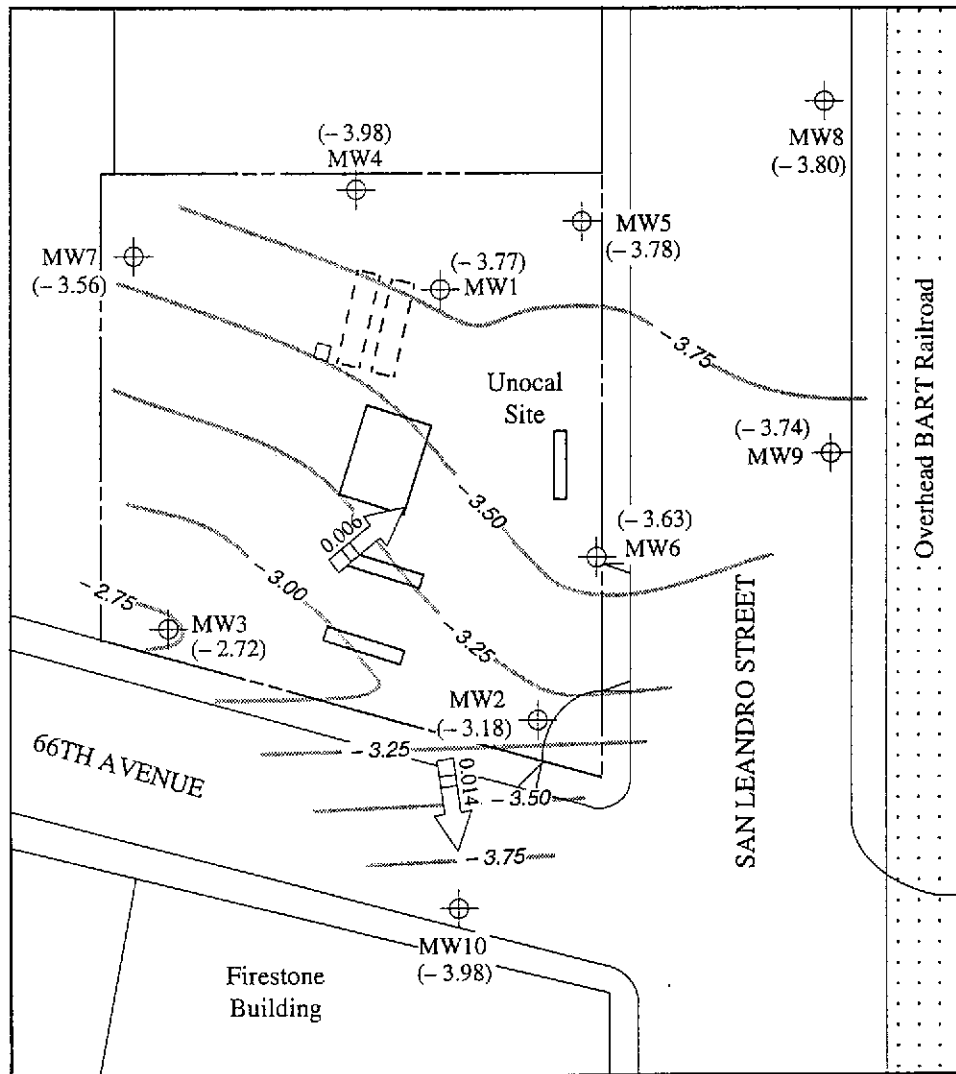 (– 3.98)
MW4
MW8
(– 3.80)
MW5
(– 3.78)
MW7
(– 3.56)
(– 3.77)
MW1
– 3.75
Unocal
Site
Overhead BART Railroad
(– 3.74)
MW9
– 3.50
0.006
(– 3.63)
MW6
– 3.00
– 2.75
MW3
(– 2.72)
– 3.25
SAN LEANDRO STREET
MW2
(– 3.18)
66TH AVENUE
– 3.25
0.014
– 3.50
– 3.75
MW10
(– 3.98)
Firestone
Building